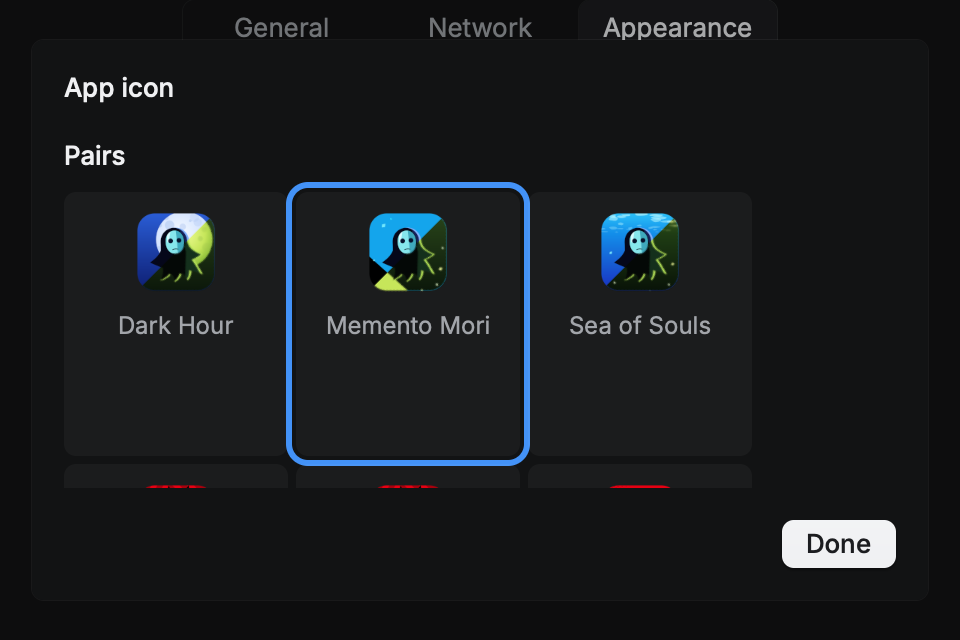 General Network Appearance
App icon
Pairs
Dark Hour Memento Mori Sea of Souls
Done